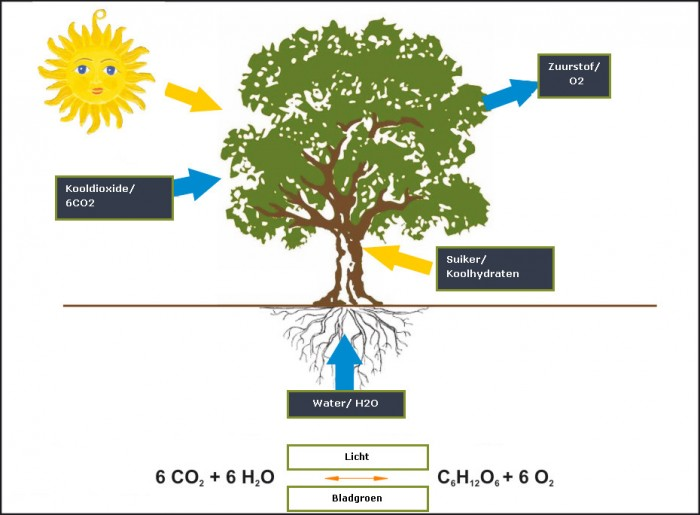 Zuurstof/
O2
Kooldioxide/
6CO2
Suiker/
Koolhydraten
Water/ H2O
Licht
6 CO₂ + 6 H₂O C₆H₁₂O₆ + 6 O₂
Bladgroen